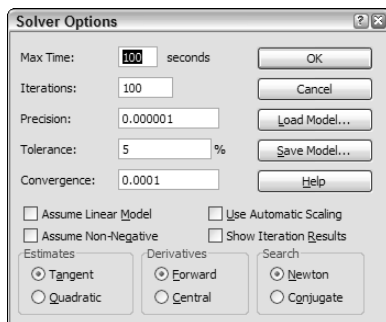 Solver Options
Max Time: 100 seconds OK
Iterations: 100 Cancel
Precision: 0.000001 Load Model...
Tolerance: 5 % Save Model...
Convergence: 0.0001 Help
Assume Linear Model Use Automatic Scaling
Assume Non-Negative Show Iteration Results
Estimates Derivatives Search
Tangent Forward Newton
Quadratic Central Conjugate